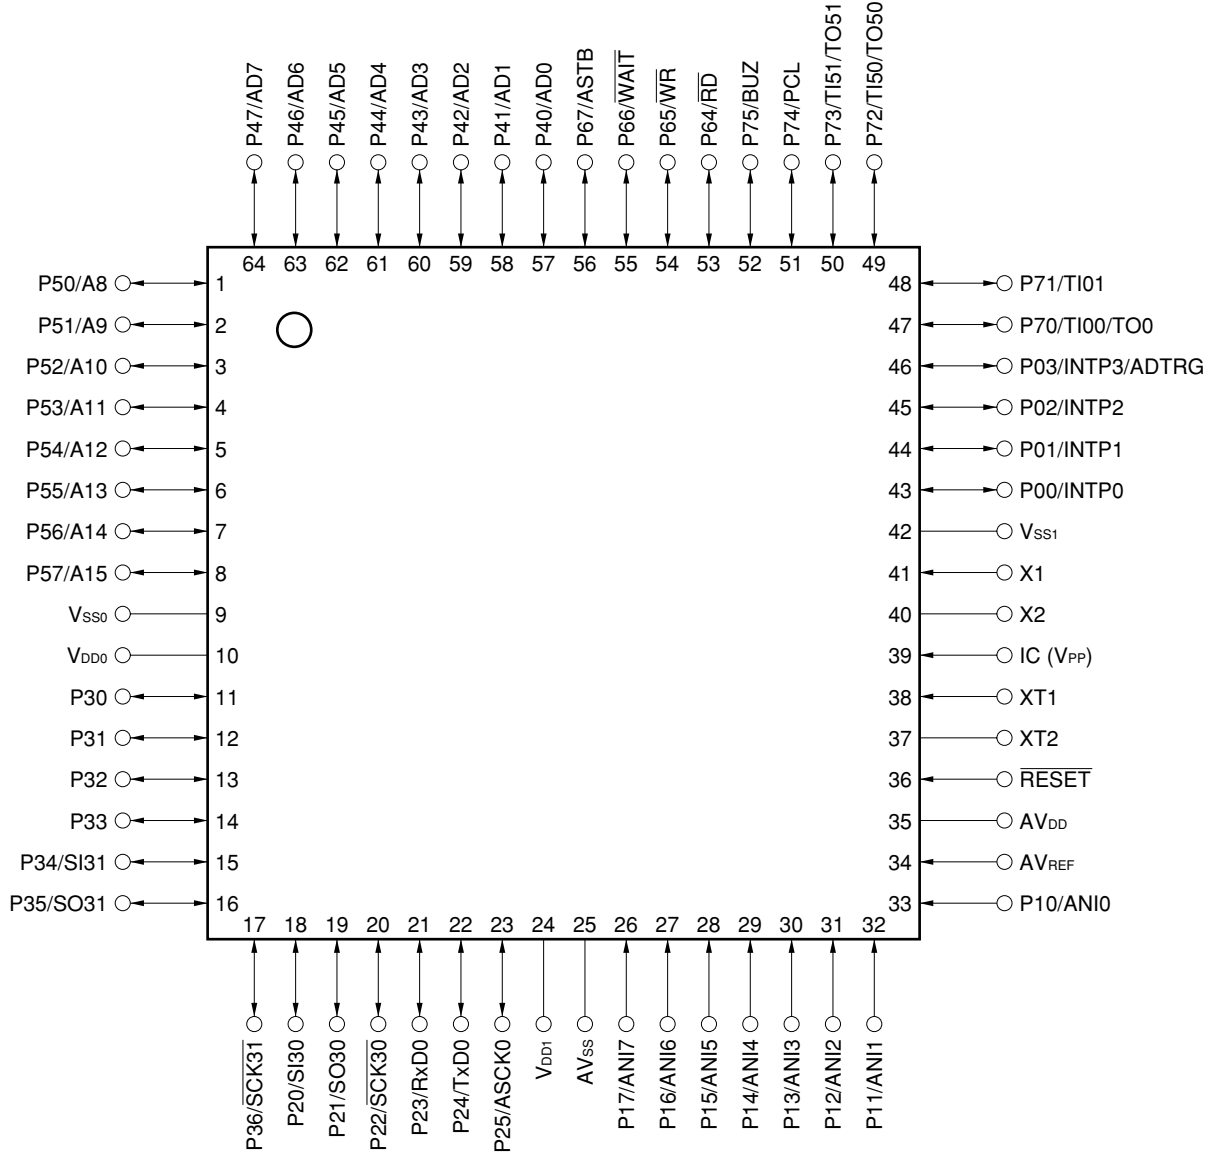 P47/AD7
P46/AD6
P45/AD5
P44/AD4
P43/AD3
P42/AD2
P41/AD1
P40/AD0
P67/ASTB
P66/WAIT
P65/WR
P64/RD
P75/BUZ
P74/PCL
P73/TI51/TO51
P72/TI50/TO50
64 63 62 61 60 59 58 57 56 55 54 53 52 51 50 49
P50/A8 1 48 P71/TI01
P51/A9 2 47 P70/TI00/TO0
P52/A10 3 46 P03/INTP3/ADTRG
P53/A11 4 45 P02/INTP2
P54/A12 5 44 P01/INTP1
P55/A13 6 43 P00/INTP0
P56/A14 7 42 VSS1
P57/A15 8 41 X1
VSS0 9 40 X2
VDD0 10 39 IC (VPP)
P30 11 38 XT1
P31 12 37 XT2
P32 13 36 RESET
P33 14 35 AVDD
P34/SI31 15 34 AVREF
P35/SO31 16 33 P10/ANI0
17 18 19 20 21 22 23 24 25 26 27 28 29 30 31 32
P36/SCK31
P20/SI30
P21/SO30
P22/SCK30
P23/RxD0
P24/TxD0
P25/ASCK0
VDD1
AVSS
P17/ANI7
P16/ANI6
P15/ANI5
P14/ANI4
P13/ANI3
P12/ANI2
P11/ANI1